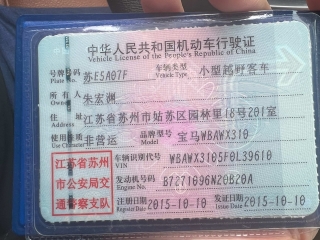 中华人民共和国机动车行驶证
Vehicle License of the People's Republic of China
号牌号码 苏E5A07F 车辆类型 小型越野客车
Plate No. Vehicle Type
所有人 朱宏洲
Owner
住址 江苏省苏州市姑苏区园林里18号201室
Address
使用性质 非营运 品牌型号 宝马WBAWX310
Use Character Model
江苏省苏州市公安局交通警察支队
车辆识别代号 WBAWX3105F0L39610
VIN
发动机号码 B7271096N20B20A
Engine No.
注册日期 2015-10-10 发证日期 2015-10-10
Register Date Issue Date